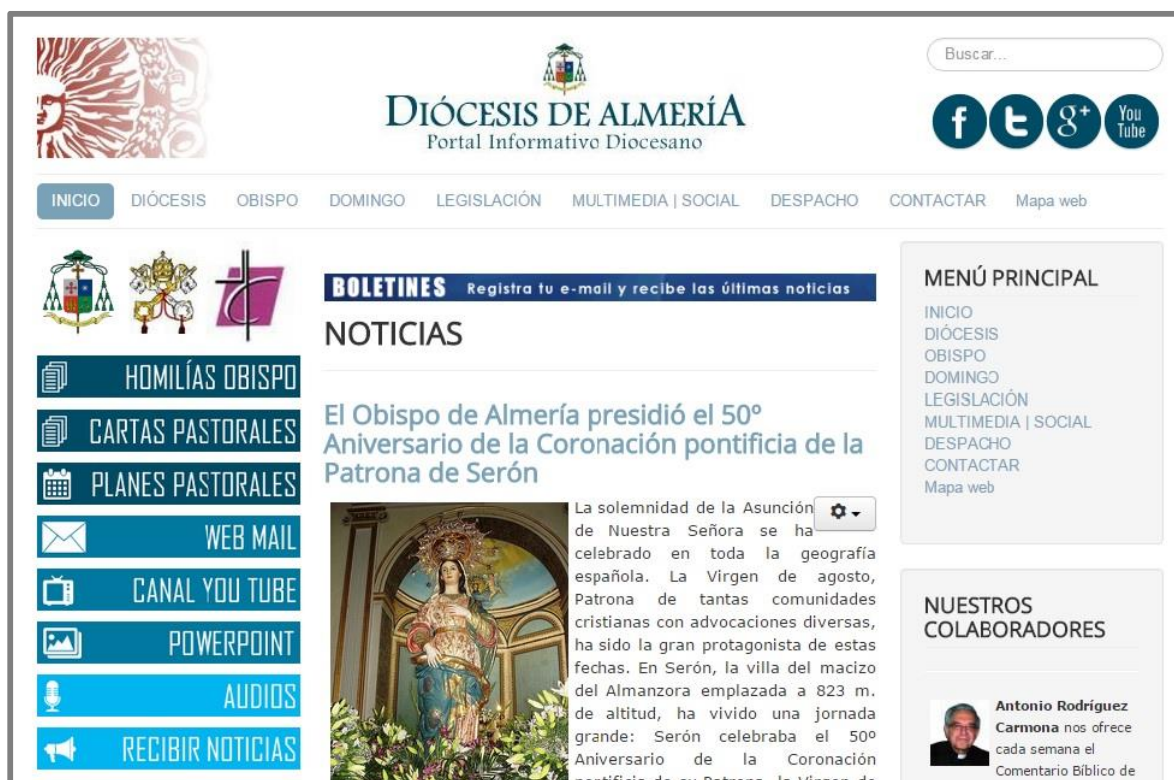 Buscar...
DIÓCESIS DE ALMERÍA
Portal Informativo Diocesano
f t g+ You Tube
INICIO DIÓCESIS OBISPO DOMINGO LEGISLACIÓN MULTIMEDIA | SOCIAL DESPACHO CONTACTAR Mapa web
HOMILÍAS OBISPO
CARTAS PASTORALES
PLANES PASTORALES
WEB MAIL
CANAL YOU TUBE
POWERPOINT
AUDIOS
RECIBIR NOTICIAS
BOLETINES Registra tu e-mail y recibe las últimas noticias
NOTICIAS
El Obispo de Almería presidió el 50º
Aniversario de la Coronación pontificia de la
Patrona de Serón
La solemnidad de la Asunción
de Nuestra Señora se ha
celebrado en toda la geografía
española. La Virgen de agosto,
Patrona de tantas comunidades
cristianas con advocaciones diversas,
ha sido la gran protagonista de estas
fechas. En Serón, la villa del macizo
del Almanzora emplazada a 823 m.
de altitud, ha vivido una jornada
grande: Serón celebraba el 50º
Aniversario de la Coronación
pontificia de su Patrona, la Virgen de
MENÚ PRINCIPAL
INICIO
DIÓCESIS
OBISPO
DOMINGO
LEGISLACIÓN
MULTIMEDIA | SOCIAL
DESPACHO
CONTACTAR
Mapa web
NUESTROS
COLABORADORES
Antonio Rodríguez
Carmona nos ofrece
cada semana el
Comentario Bíblico de